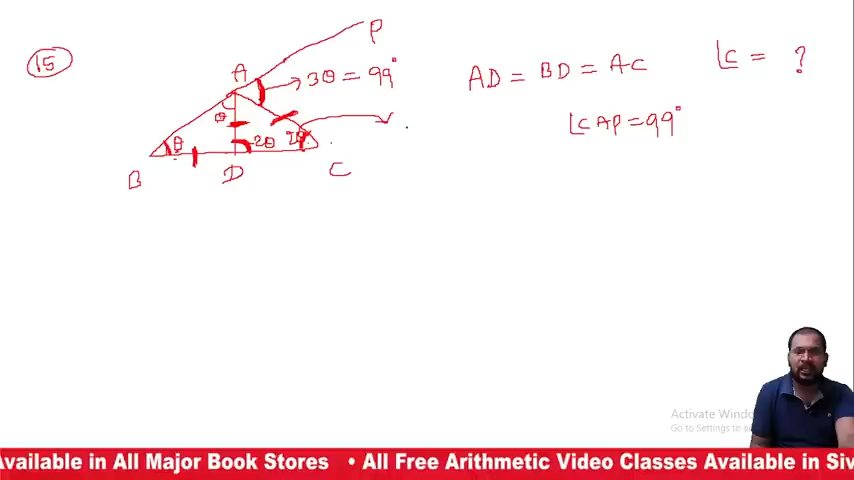 15
P
A
3θ = 99°
AD = BD = AC
∠C = ?
∠CAP = 99°
θ
θ
2θ
2θ
B
D
C
Activate Windo
Go to Settings to a
Available in All Major Book Stores • All Free Arithmetic Video Classes Available in Siv